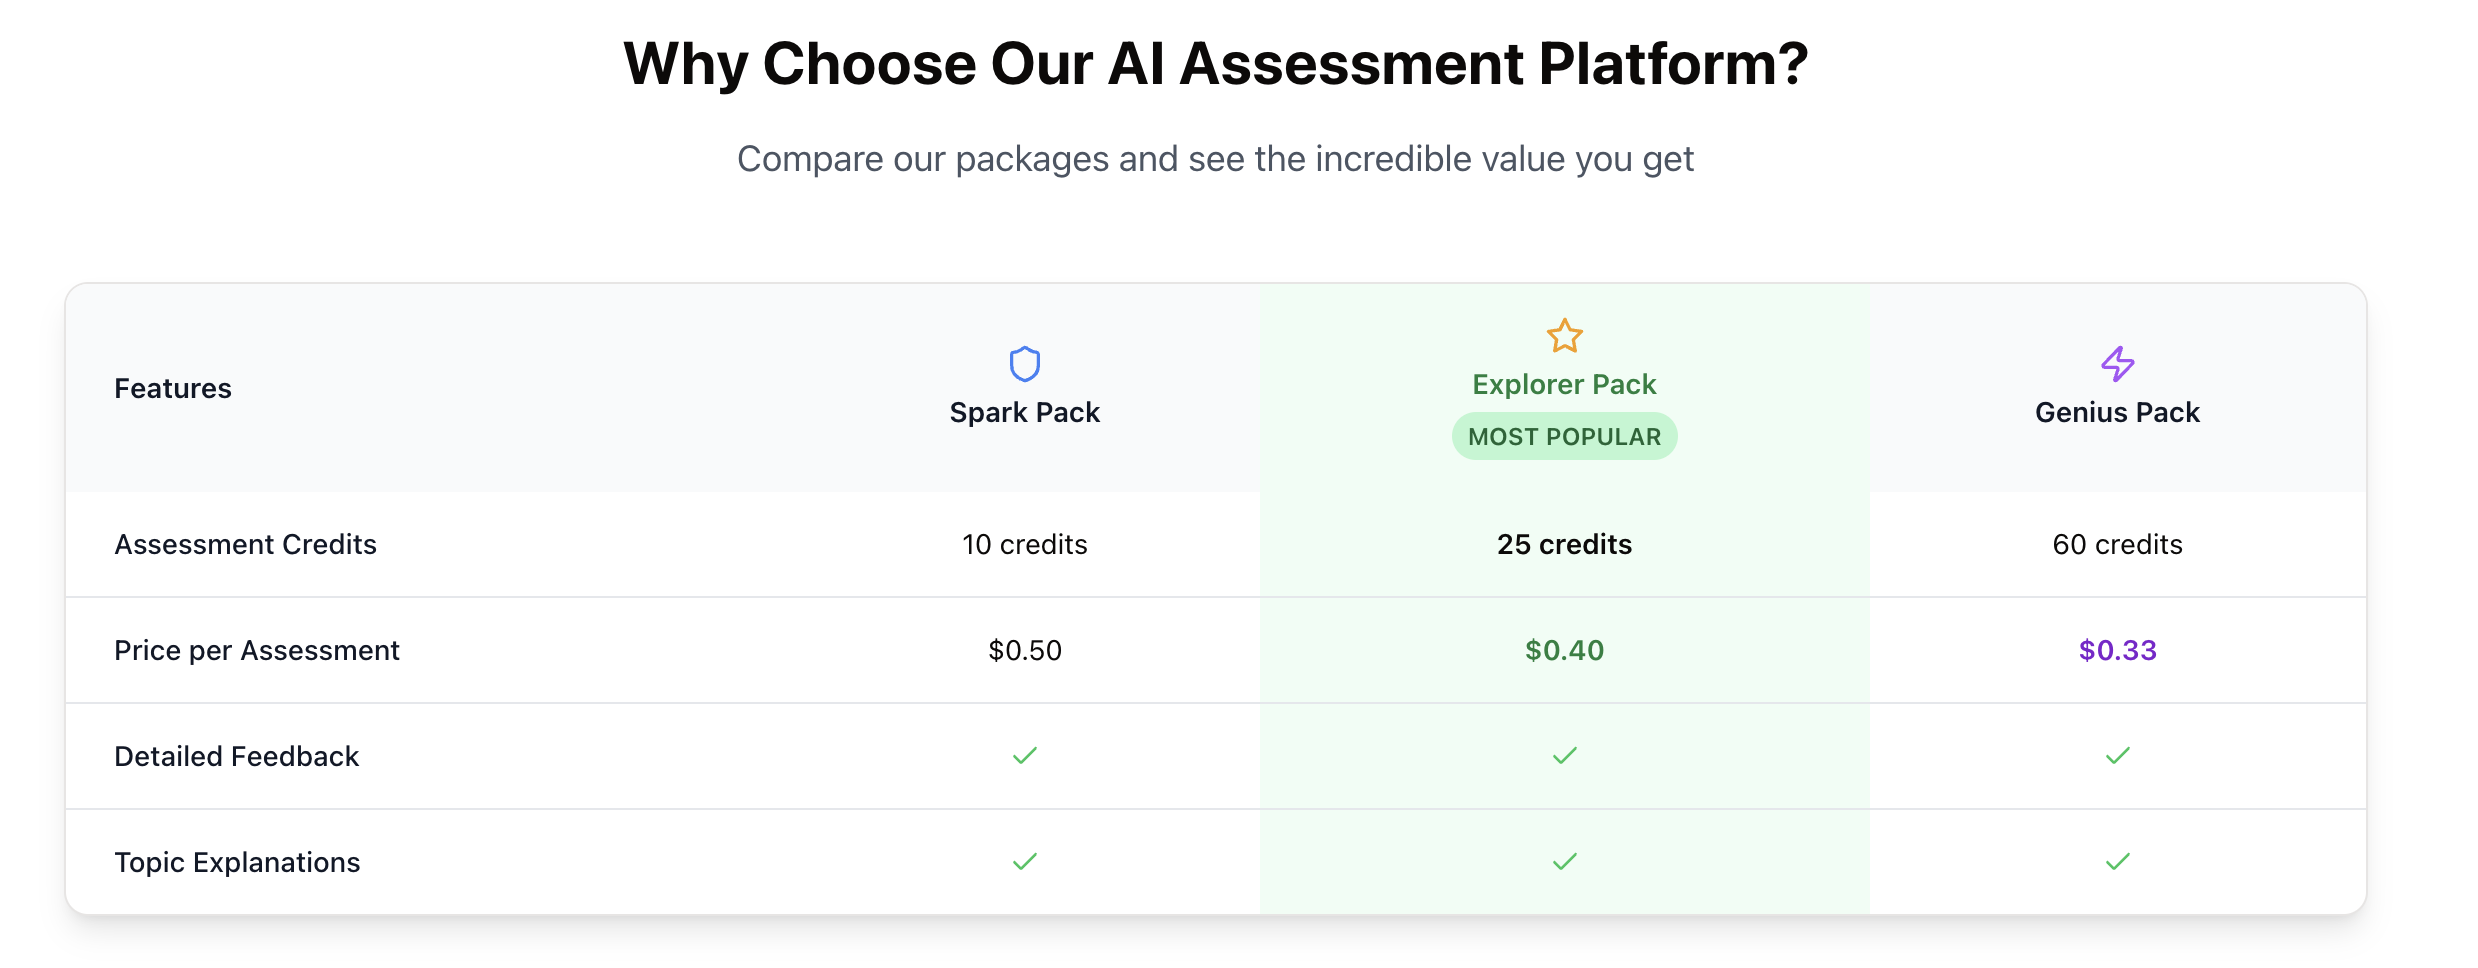 Why Choose Our AI Assessment Platform?
Compare our packages and see the incredible value you get
Features
Spark Pack
Explorer Pack
MOST POPULAR
Genius Pack
Assessment Credits 10 credits 25 credits 60 credits
Price per Assessment $0.50 $0.40 $0.33
Detailed Feedback
Topic Explanations